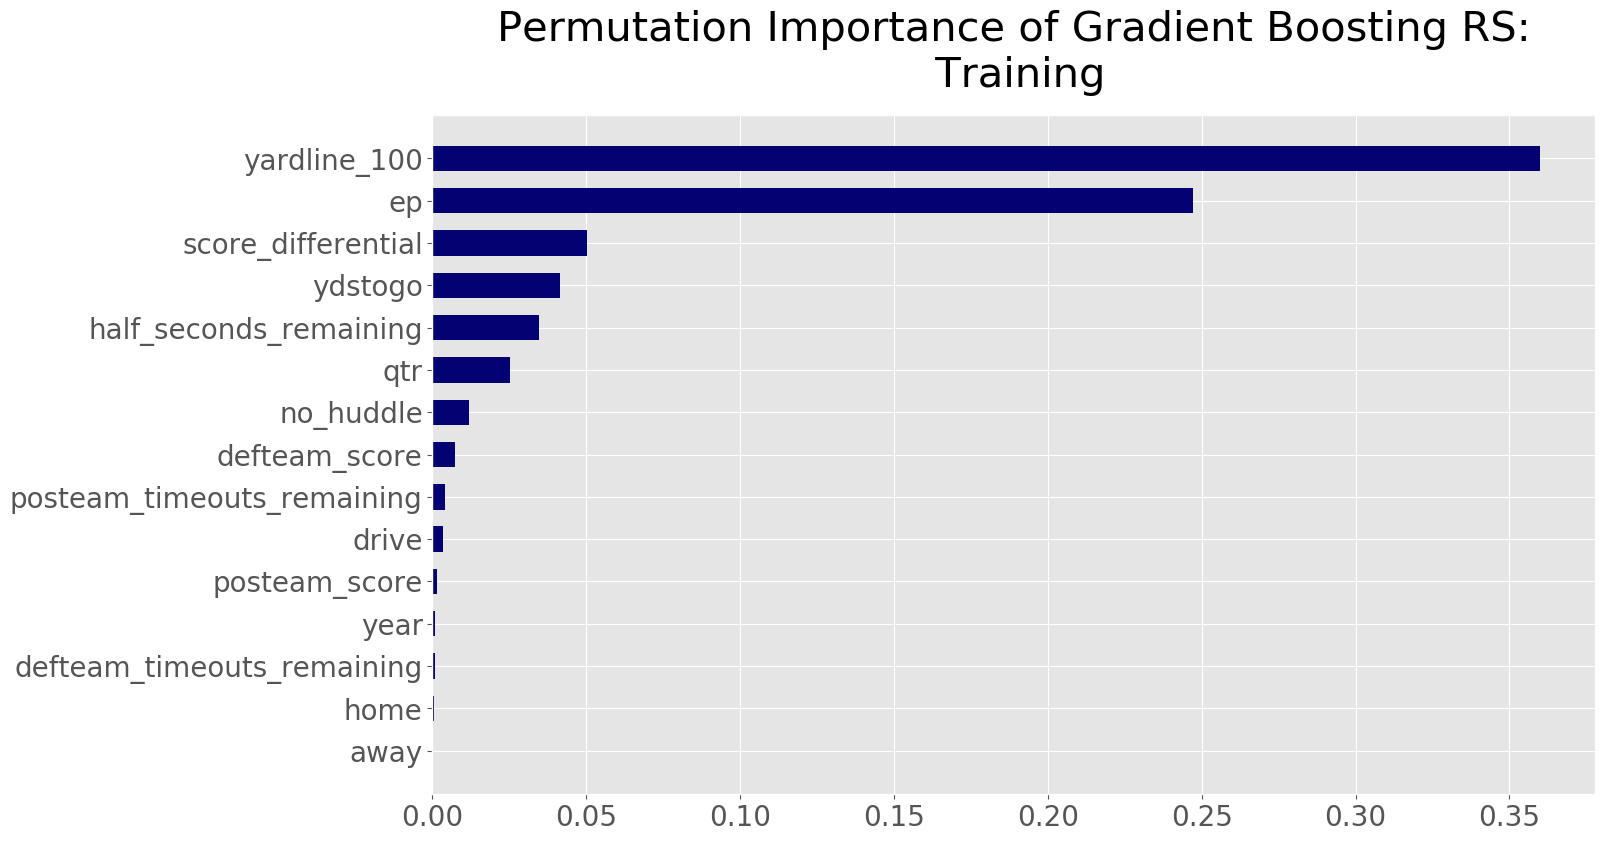 Permutation Importance of Gradient Boosting RS:
Training
yardline_100
ep
score_differential
ydstogo
half_seconds_remaining
qtr
no_huddle
defteam_score
posteam_timeouts_remaining
drive
posteam_score
year
defteam_timeouts_remaining
home
away
0.00 0.05 0.10 0.15 0.20 0.25 0.30 0.35